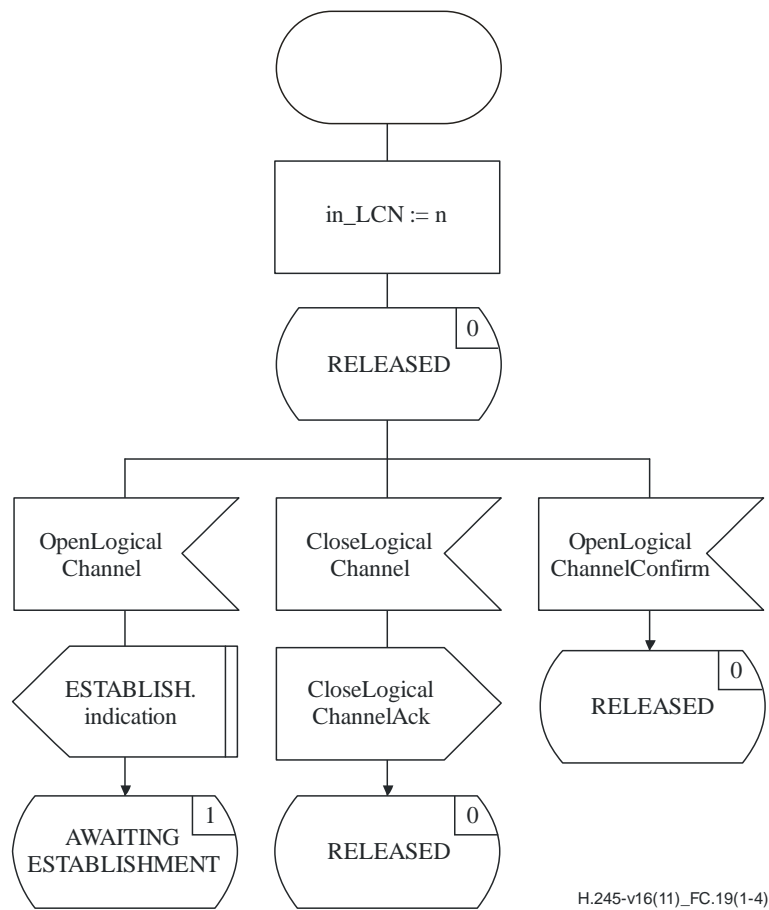 in_LCN := n
0
RELEASED
OpenLogical
Channel
CloseLogical
Channel
OpenLogical
ChannelConfirm
ESTABLISH.
indication
CloseLogical
ChannelAck
0
RELEASED
1
AWAITING
ESTABLISHMENT
0
RELEASED
H.245-v16(11)_FC.19(1-4)